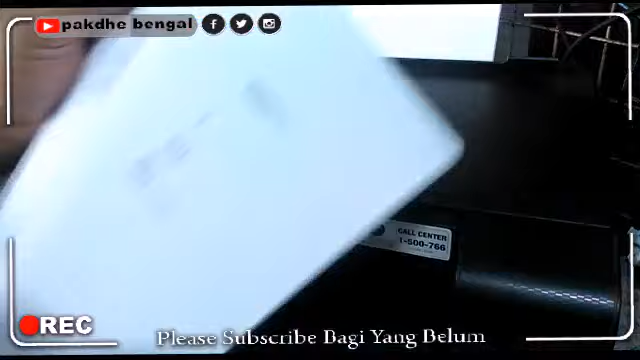 pakdhe bengal
CALL CENTER
1-500-766
REC
Please Subscribe Bagi Yang Belum